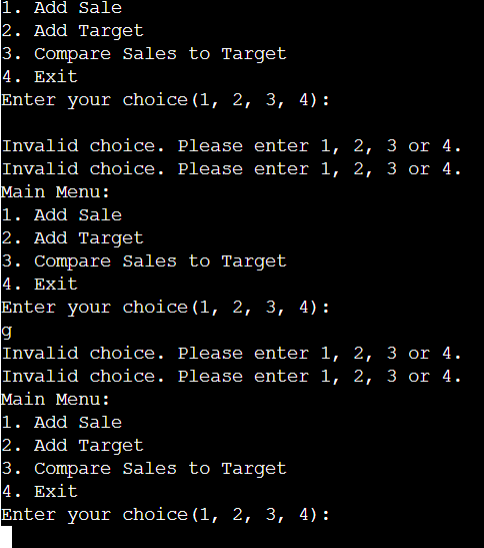 1. Add Sale
2. Add Target
3. Compare Sales to Target
4. Exit
Enter your choice(1, 2, 3, 4):
Invalid choice. Please enter 1, 2, 3 or 4.
Invalid choice. Please enter 1, 2, 3 or 4.
Main Menu:
1. Add Sale
2. Add Target
3. Compare Sales to Target
4. Exit
Enter your choice(1, 2, 3, 4):
g
Invalid choice. Please enter 1, 2, 3 or 4.
Invalid choice. Please enter 1, 2, 3 or 4.
Main Menu:
1. Add Sale
2. Add Target
3. Compare Sales to Target
4. Exit
Enter your choice(1, 2, 3, 4):